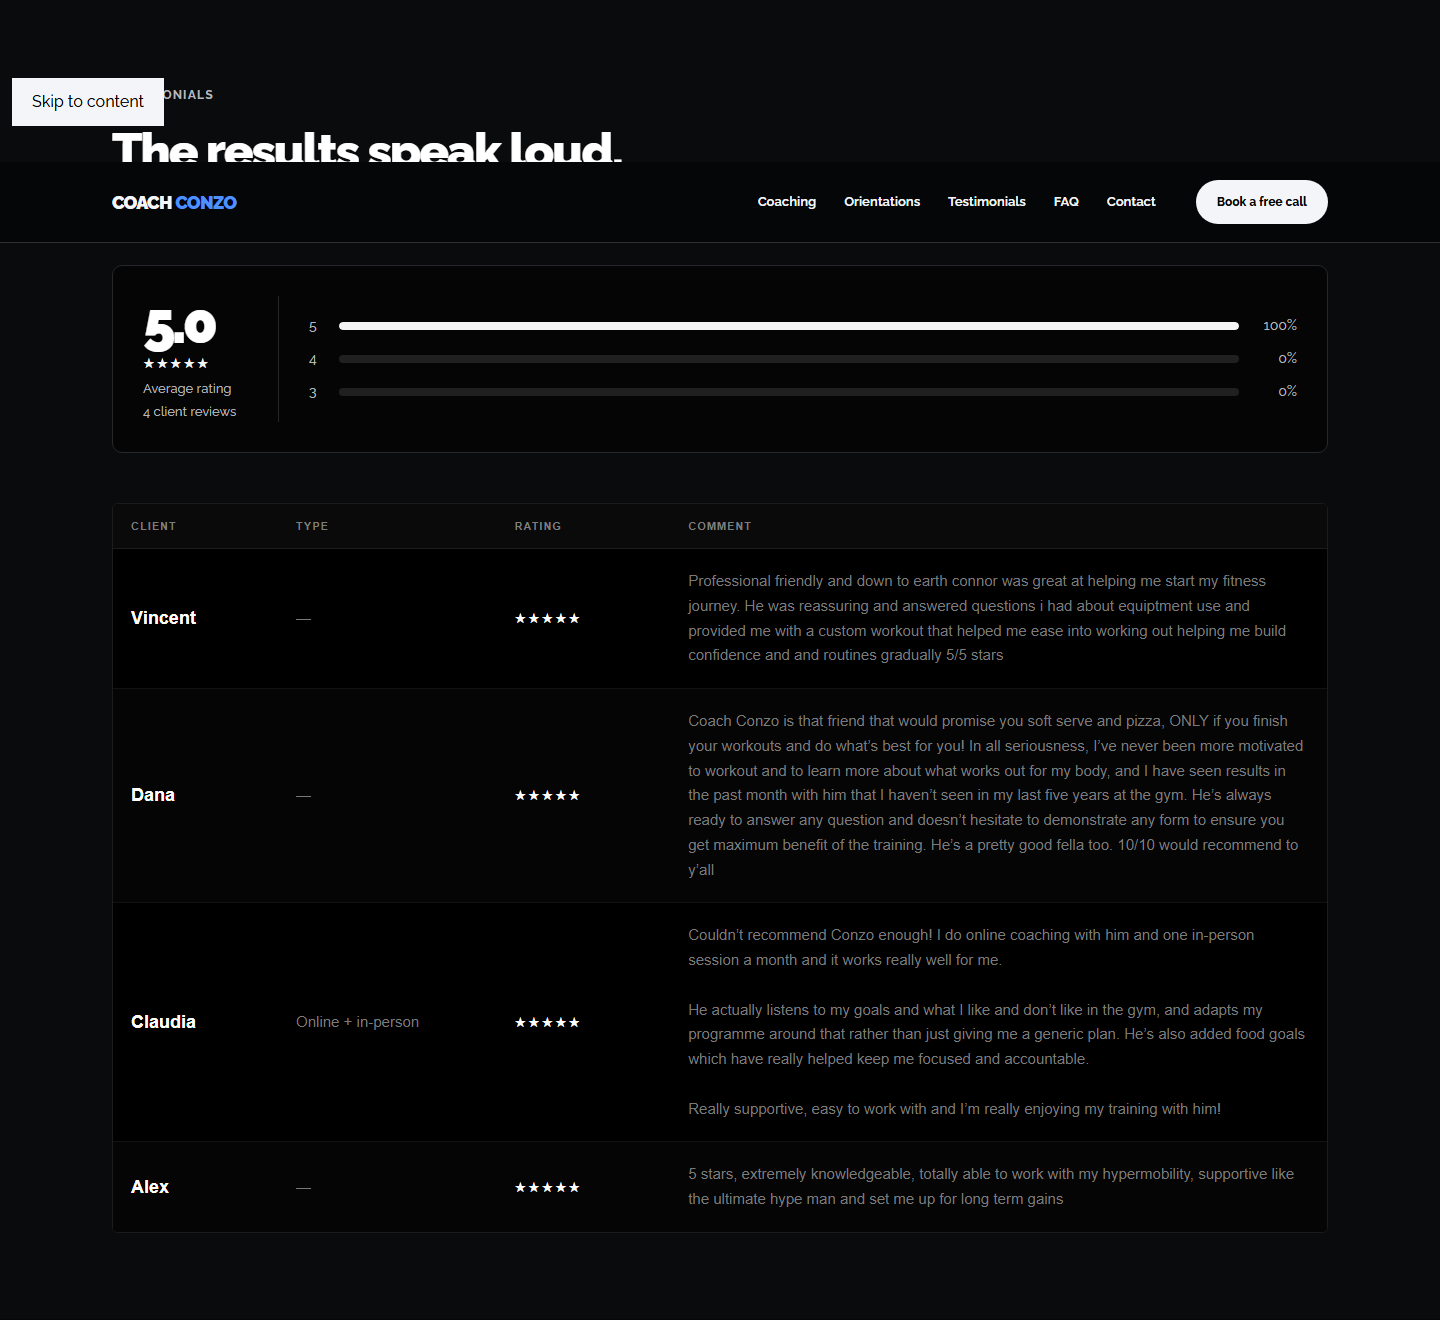 Skip to content
ONIALS
The results speak loud.
COACH CONZO
Coaching
Orientations
Testimonials
FAQ
Contact
Book a free call
5.0
★★★★★
Average rating
4 client reviews
5
100%
4
0%
3
0%
CLIENT
TYPE
RATING
COMMENT
Vincent
—
★★★★★
Professional friendly and down to earth connor was great at helping me start my fitness
journey. He was reassuring and answered questions i had about equiptment use and
provided me with a custom workout that helped me ease into working out helping me build
confidence and and routines gradually 5/5 stars
Dana
—
★★★★★
Coach Conzo is that friend that would promise you soft serve and pizza, ONLY if you finish
your workouts and do what’s best for you! In all seriousness, I’ve never been more motivated
to workout and to learn more about what works out for my body, and I have seen results in
the past month with him that I haven’t seen in my last five years at the gym. He’s always
ready to answer any question and doesn’t hesitate to demonstrate any form to ensure you
get maximum benefit of the training. He’s a pretty good fella too. 10/10 would recommend to
y’all
Claudia
Online + in-person
★★★★★
Couldn’t recommend Conzo enough! I do online coaching with him and one in-person
session a month and it works really well for me.
He actually listens to my goals and what I like and don’t like in the gym, and adapts my
programme around that rather than just giving me a generic plan. He’s also added food goals
which have really helped keep me focused and accountable.
Really supportive, easy to work with and I’m really enjoying my training with him!
Alex
—
★★★★★
5 stars, extremely knowledgeable, totally able to work with my hypermobility, supportive like
the ultimate hype man and set me up for long term gains